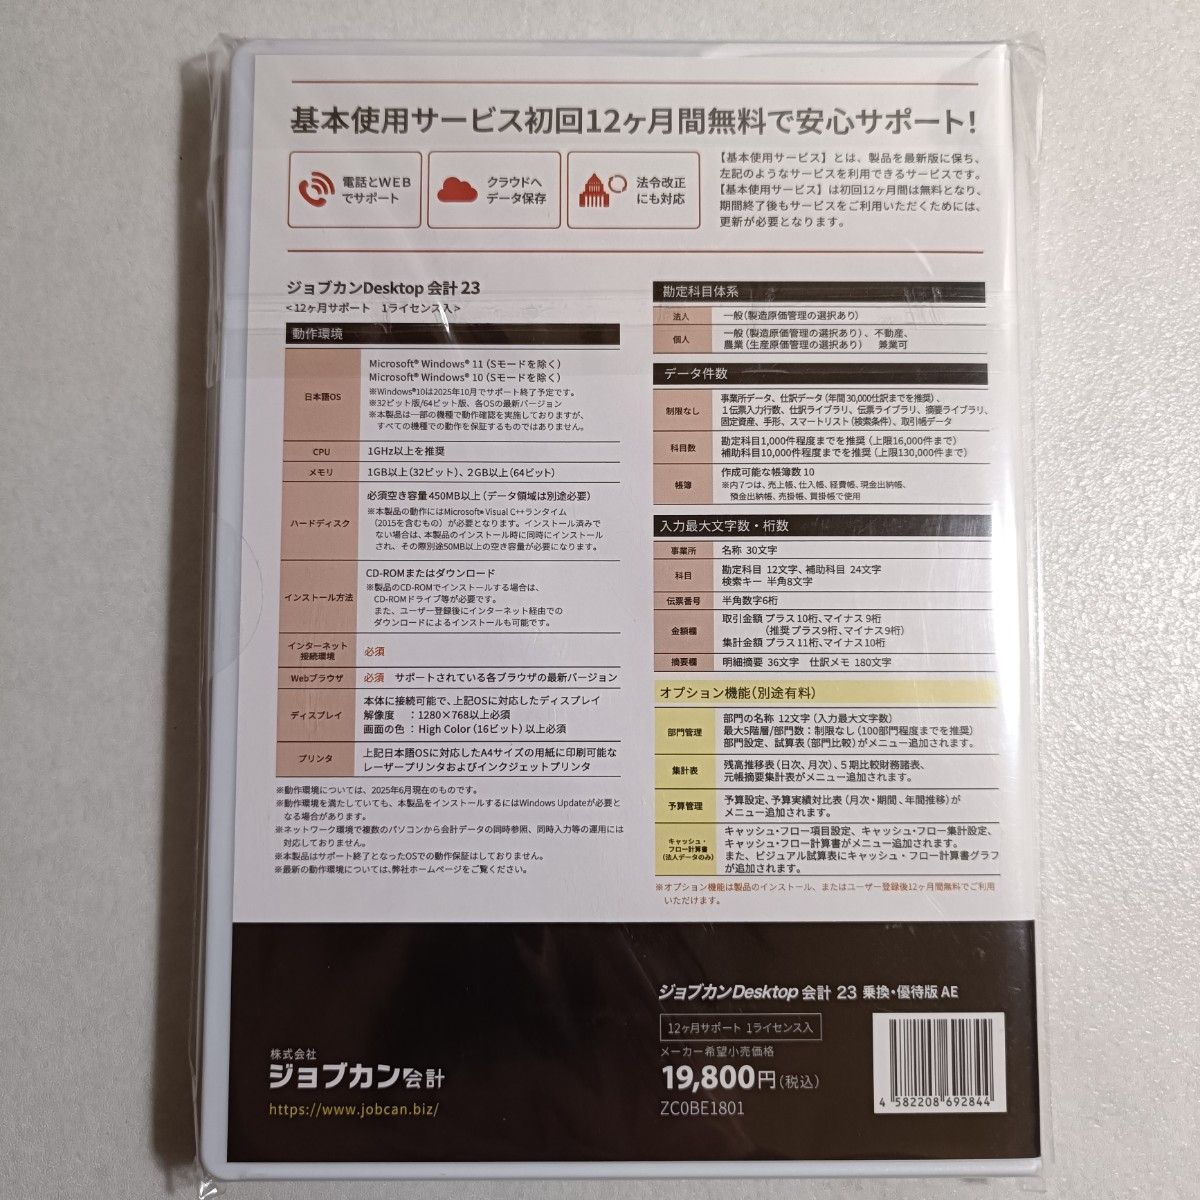 基本使用サービス初回12ヶ月間無料で安心サポート!
電話とWEB
でサポート
クラウドへ
データ保存
法令改正
にも対応
【基本使用サービス】とは、製品を最新版に保ち、
左記のようなサービスを利用できるサービスです。
【基本使用サービス】は初回12ヶ月間は無料となり、
期間終了後もサービスをご利用いただくためには、
更新が必要となります。
ジョブカンDesktop 会計 23
<12ヶ月サポート 1ライセンス入>
動作環境
日本語OS
Microsoft® Windows® 11 (Sモードを除く)
Microsoft® Windows® 10 (Sモードを除く)
※Windows®10は2025年10月でサポート終了予定です。
※32ビット版/64ビット版、各OSの最新バージョン
※本製品は一部の機種で動作確認を実施しておりますが、
すべての機種での動作を保証するものではありません。
CPU
1GHz以上を推奨
メモリ
1GB以上(32ビット)、2GB以上(64ビット)
ハードディスク
必須空き容量450MB以上(データ領域は別途必要)
※本製品の動作にはMicrosoft® Visual C++ランタイム
(2015を含むもの)が必要となります。インストール済みで
ない場合は、本製品のインストール時に同時にインストール
され、その際別途50MB以上の空き容量が必要になります。
インストール方法
CD-ROMまたはダウンロード
※製品のCD-ROMでインストールする場合は、
CD-ROMドライブ等が必要です。
また、ユーザー登録後にインターネット経由での
ダウンロードによるインストールも可能です。
インターネット
接続環境
必須
Webブラウザ
必須 サポートされている各ブラウザの最新バージョン
ディスプレイ
本体に接続可能で、上記OSに対応したディスプレイ
解像度 :1280×768以上必須
画面の色 :High Color(16ビット)以上必須
プリンタ
上記日本語OSに対応したA4サイズの用紙に印刷可能な
レーザープリンタおよびインクジェットプリンタ
※動作環境については、2025年6月現在のものです。
※動作環境を満たしていても、本製品をインストールするにはWindows Updateが必要と
なる場合があります。
※ネットワーク環境で複数のパソコンから会計データの同時参照、同時入力等の運用には
対応しておりません。
※本製品はサポート終了となったOSでの動作保証はしておりません。
※最新の動作環境については、弊社ホームページをご覧ください。
勘定科目体系
法人
一般(製造原価管理の選択あり)
個人
一般(製造原価管理の選択あり)、不動産、
農業(生産原価管理の選択あり) 兼業可
データ件数
制限なし
事業所データ、仕訳データ(年間30,000仕訳までを推奨)、
1伝票入力行数、仕訳ライブラリ、伝票ライブラリ、摘要ライブラリ、
固定資産、手形、スマートリスト(検索条件)、取引帳データ
科目数
勘定科目1,000件程度までを推奨(上限16,000件まで)
補助科目10,000件程度までを推奨(上限130,000件まで)
帳簿
作成可能な帳簿数 10
※内7つは、売上帳、仕入帳、経費帳、現金出納帳、
預金出納帳、売掛帳、買掛帳で使用
入力最大文字数・桁数
事業所
名称 30文字
科目
勘定科目 12文字、補助科目 24文字
検索キー 半角8文字
伝票番号
半角数字6桁
金額欄
取引金額 プラス10桁、マイナス9桁
(推奨プラス9桁、マイナス9桁)
集計金額 プラス11桁、マイナス10桁
摘要欄
明細摘要 36文字 仕訳メモ 180文字
オプション機能(別途有料)
部門管理
部門の名称 12文字(入力最大文字数)
最大5階層/部門数:制限なし(100部門程度までを推奨)
部門設定、試算表(部門比較)がメニュー追加されます。
集計表
残高推移表(日次、月次)、5期比較財務諸表、
元帳摘要集計表がメニュー追加されます。
予算管理
予算設定、予算実績対比表(月次・期間、年間推移)が
メニュー追加されます。
キャッシュ・
フロー計算書
(法人データのみ)
キャッシュ・フロー項目設定、キャッシュ・フロー集計設定、
キャッシュ・フロー計算書がメニュー追加されます。
また、ビジュアル試算表にキャッシュ・フロー計算書グラフ
が追加されます。
※オプション機能は製品のインストール、またはユーザー登録後12ヶ月間無料でご利用
いただけます。
ジョブカンDesktop 会計 23 乗換・優待版 AE
12ヶ月サポート 1ライセンス入
メーカー希望小売価格
19,800円(税込)
ZC0BE1801
4 582208 692844
株式会社
ジョブカン会計
https://www.jobcan.biz/